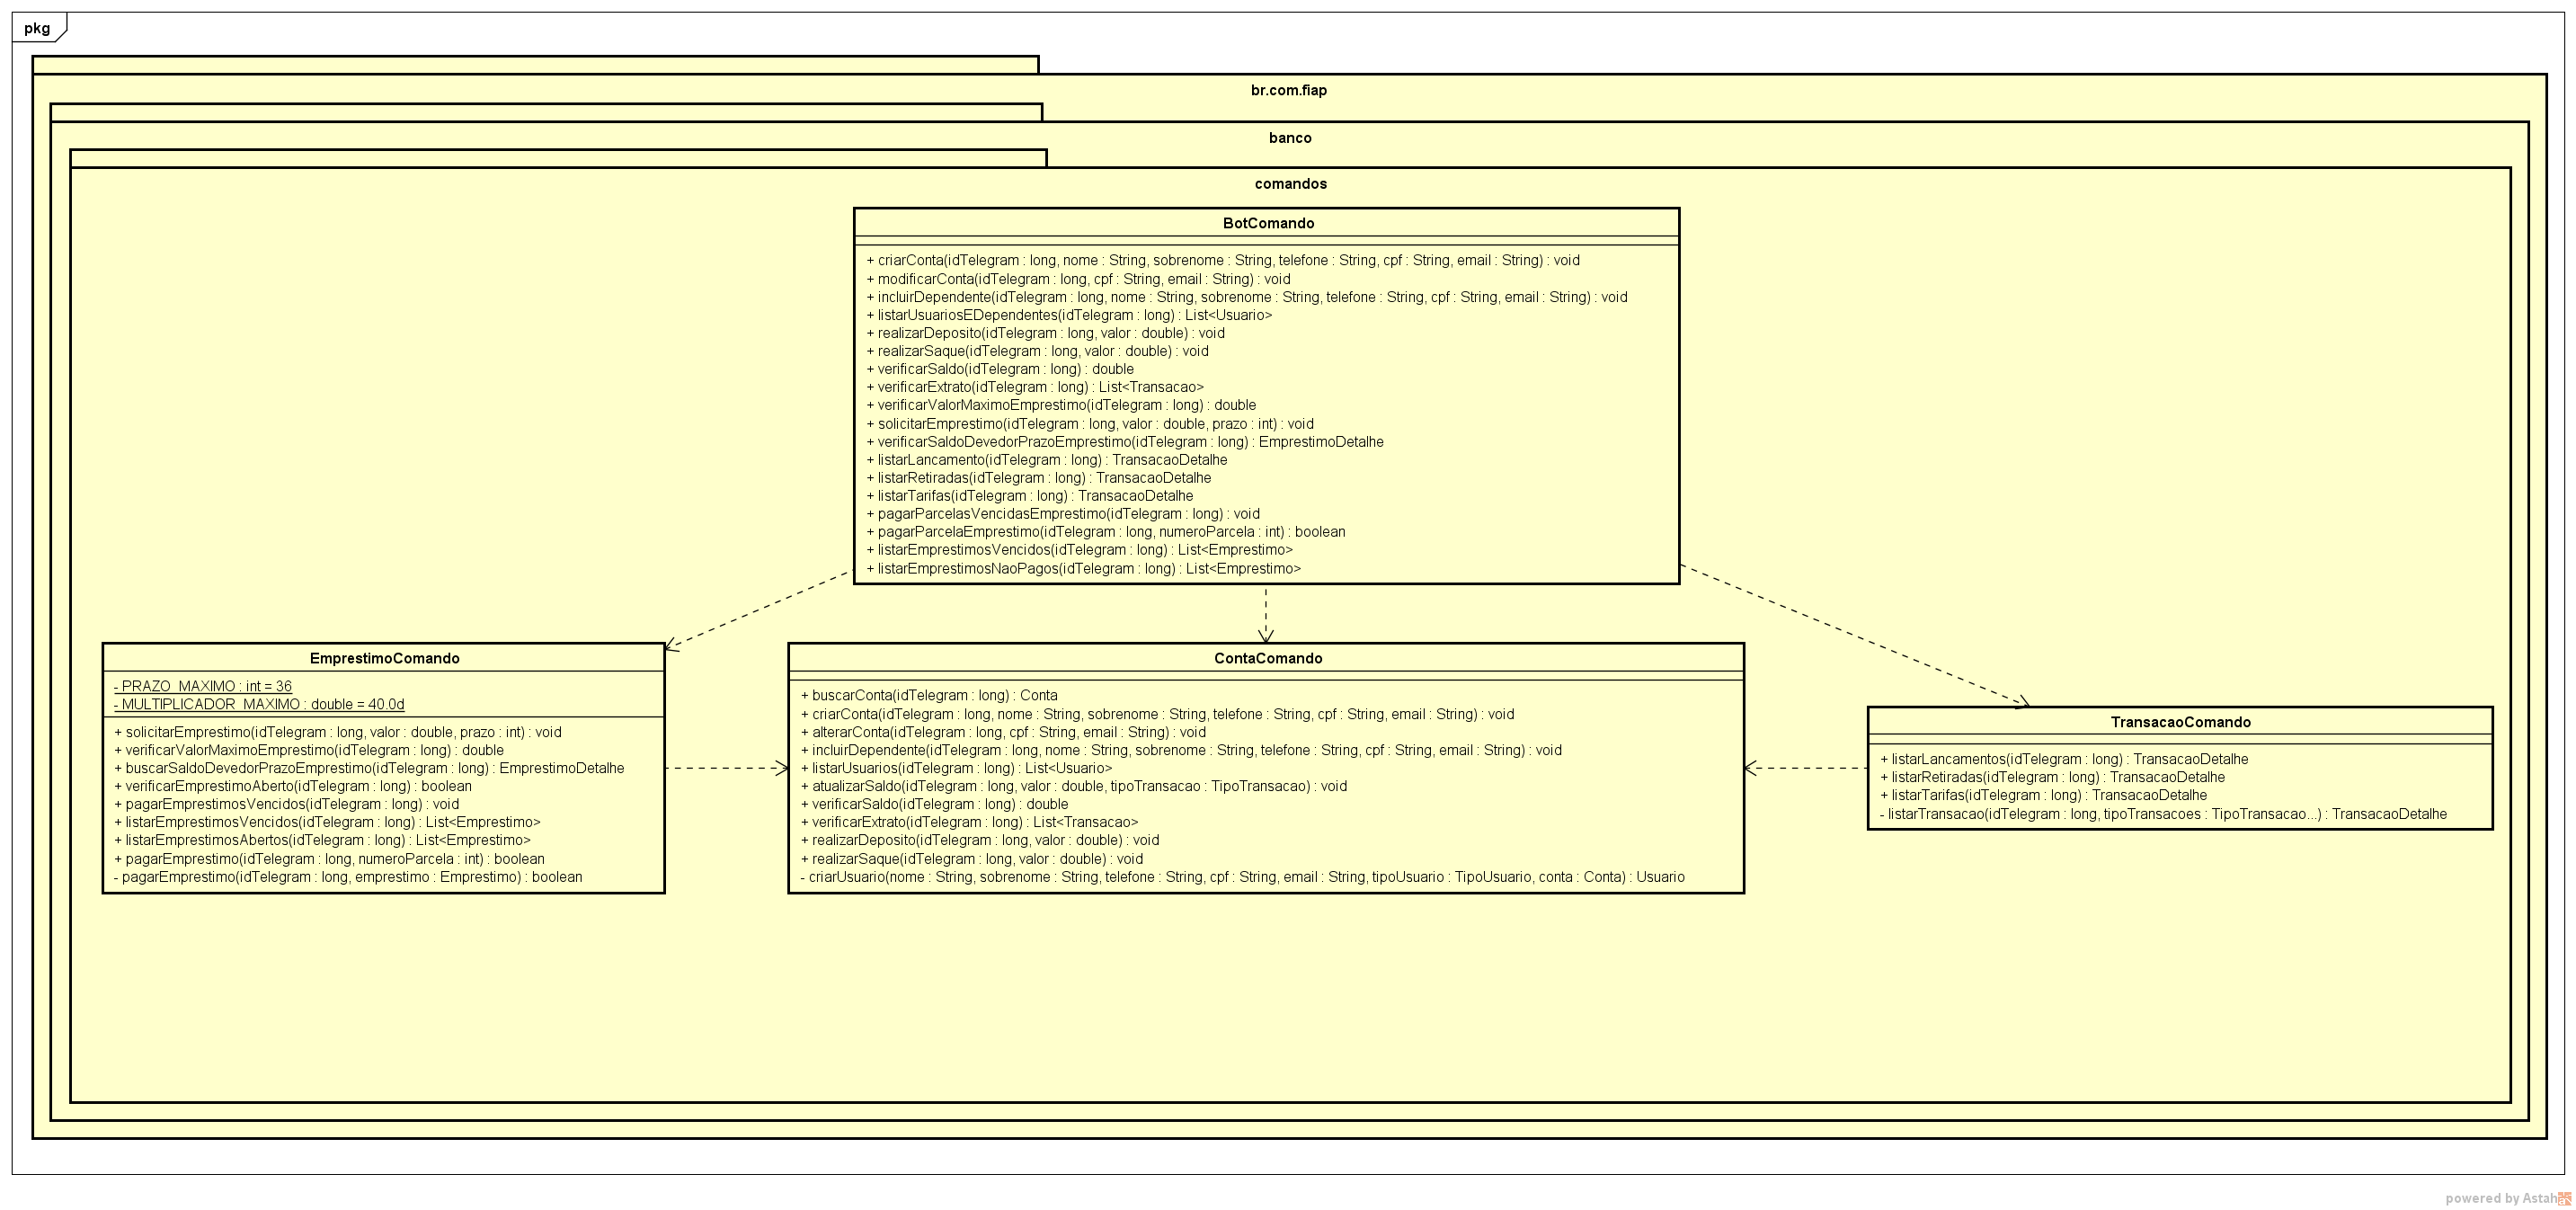 pkg
br.com.fiap
banco
comandos
BotComando
+ criarConta(idTelegram : long, nome : String, sobrenome : String, telefone : String, cpf : String, email : String) : void
+ modificarConta(idTelegram : long, cpf : String, email : String) : void
+ incluirDependente(idTelegram : long, nome : String, sobrenome : String, telefone : String, cpf : String, email : String) : void
+ listarUsuariosEDependentes(idTelegram : long) : List<Usuario>
+ realizarDeposito(idTelegram : long, valor : double) : void
+ realizarSaque(idTelegram : long, valor : double) : void
+ verificarSaldo(idTelegram : long) : double
+ verificarExtrato(idTelegram : long) : List<Transacao>
+ verificarValorMaximoEmprestimo(idTelegram : long) : double
+ solicitarEmprestimo(idTelegram : long, valor : double, prazo : int) : void
+ verificarSaldoDevedorPrazoEmprestimo(idTelegram : long) : EmprestimoDetalhe
+ listarLancamento(idTelegram : long) : TransacaoDetalhe
+ listarRetiradas(idTelegram : long) : TransacaoDetalhe
+ listarTarifas(idTelegram : long) : TransacaoDetalhe
+ pagarParcelasVencidasEmprestimo(idTelegram : long) : void
+ pagarParcelaEmprestimo(idTelegram : long, numeroParcela : int) : boolean
+ listarEmprestimosVencidos(idTelegram : long) : List<Emprestimo>
+ listarEmprestimosNaoPagos(idTelegram : long) : List<Emprestimo>
EmprestimoComando
- PRAZO_MAXIMO : int = 36
- MULTIPLICADOR_MAXIMO : double = 40.0d
+ solicitarEmprestimo(idTelegram : long, valor : double, prazo : int) : void
+ verificarValorMaximoEmprestimo(idTelegram : long) : double
+ buscarSaldoDevedorPrazoEmprestimo(idTelegram : long) : EmprestimoDetalhe
+ verificarEmprestimoAberto(idTelegram : long) : boolean
+ pagarEmprestimosVencidos(idTelegram : long) : void
+ listarEmprestimosVencidos(idTelegram : long) : List<Emprestimo>
+ listarEmprestimosAbertos(idTelegram : long) : List<Emprestimo>
+ pagarEmprestimo(idTelegram : long, numeroParcela : int) : boolean
- pagarEmprestimo(idTelegram : long, emprestimo : Emprestimo) : boolean
ContaComando
+ buscarConta(idTelegram : long) : Conta
+ criarConta(idTelegram : long, nome : String, sobrenome : String, telefone : String, cpf : String, email : String) : void
+ alterarConta(idTelegram : long, cpf : String, email : String) : void
+ incluirDependente(idTelegram : long, nome : String, sobrenome : String, telefone : String, cpf : String, email : String) : void
+ listarUsuarios(idTelegram : long) : List<Usuario>
+ atualizarSaldo(idTelegram : long, valor : double, tipoTransacao : TipoTransacao) : void
+ verificarSaldo(idTelegram : long) : double
+ verificarExtrato(idTelegram : long) : List<Transacao>
+ realizarDeposito(idTelegram : long, valor : double) : void
+ realizarSaque(idTelegram : long, valor : double) : void
- criarUsuario(nome : String, sobrenome : String, telefone : String, cpf : String, email : String, tipoUsuario : TipoUsuario, conta : Conta) : Usuario
TransacaoComando
+ listarLancamentos(idTelegram : long) : TransacaoDetalhe
+ listarRetiradas(idTelegram : long) : TransacaoDetalhe
+ listarTarifas(idTelegram : long) : TransacaoDetalhe
- listarTransacao(idTelegram : long, tipoTransacoes : TipoTransacao...) : TransacaoDetalhe
powered by Astah